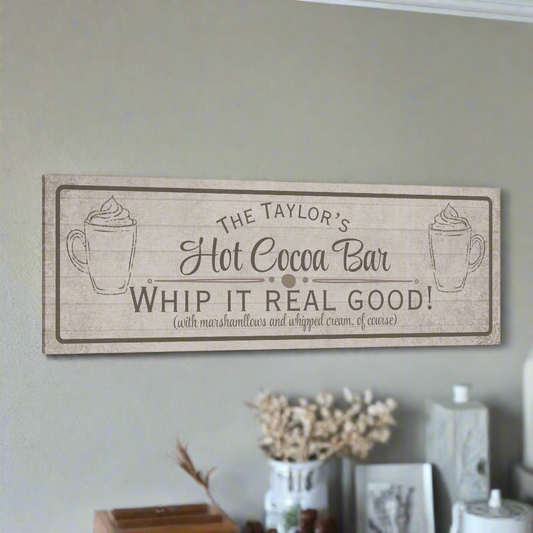 The Taylor's
Hot Cocoa Bar
Whip it real good!
(with marshamllows and whipped cream, of course)